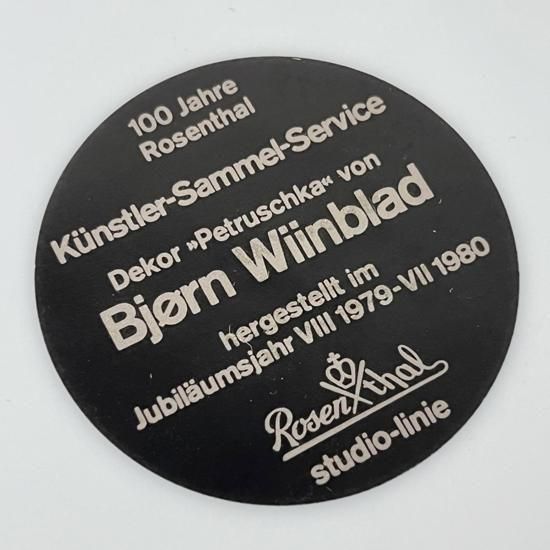 100 Jahre
Rosenthal
Künstler-Sammel-Service
Dekor »Petruschka« von
Bjørn Wiinblad
hergestellt im
Jubiläumsjahr VIII 1979-VII 1980
Rosenthal
studio-linie